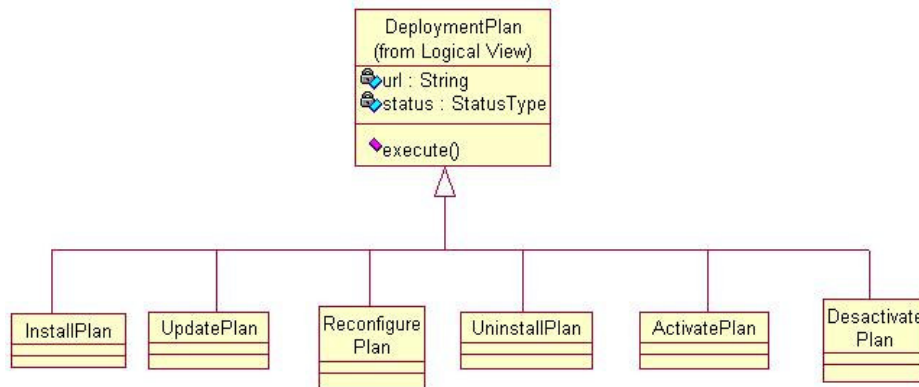 DeploymentPlan
(from Logical View)
url : String
status : StatusType
execute()
InstallPlan
UpdatePlan
Reconfigure
Plan
UninstallPlan
ActivatePlan
Desactivate
Plan